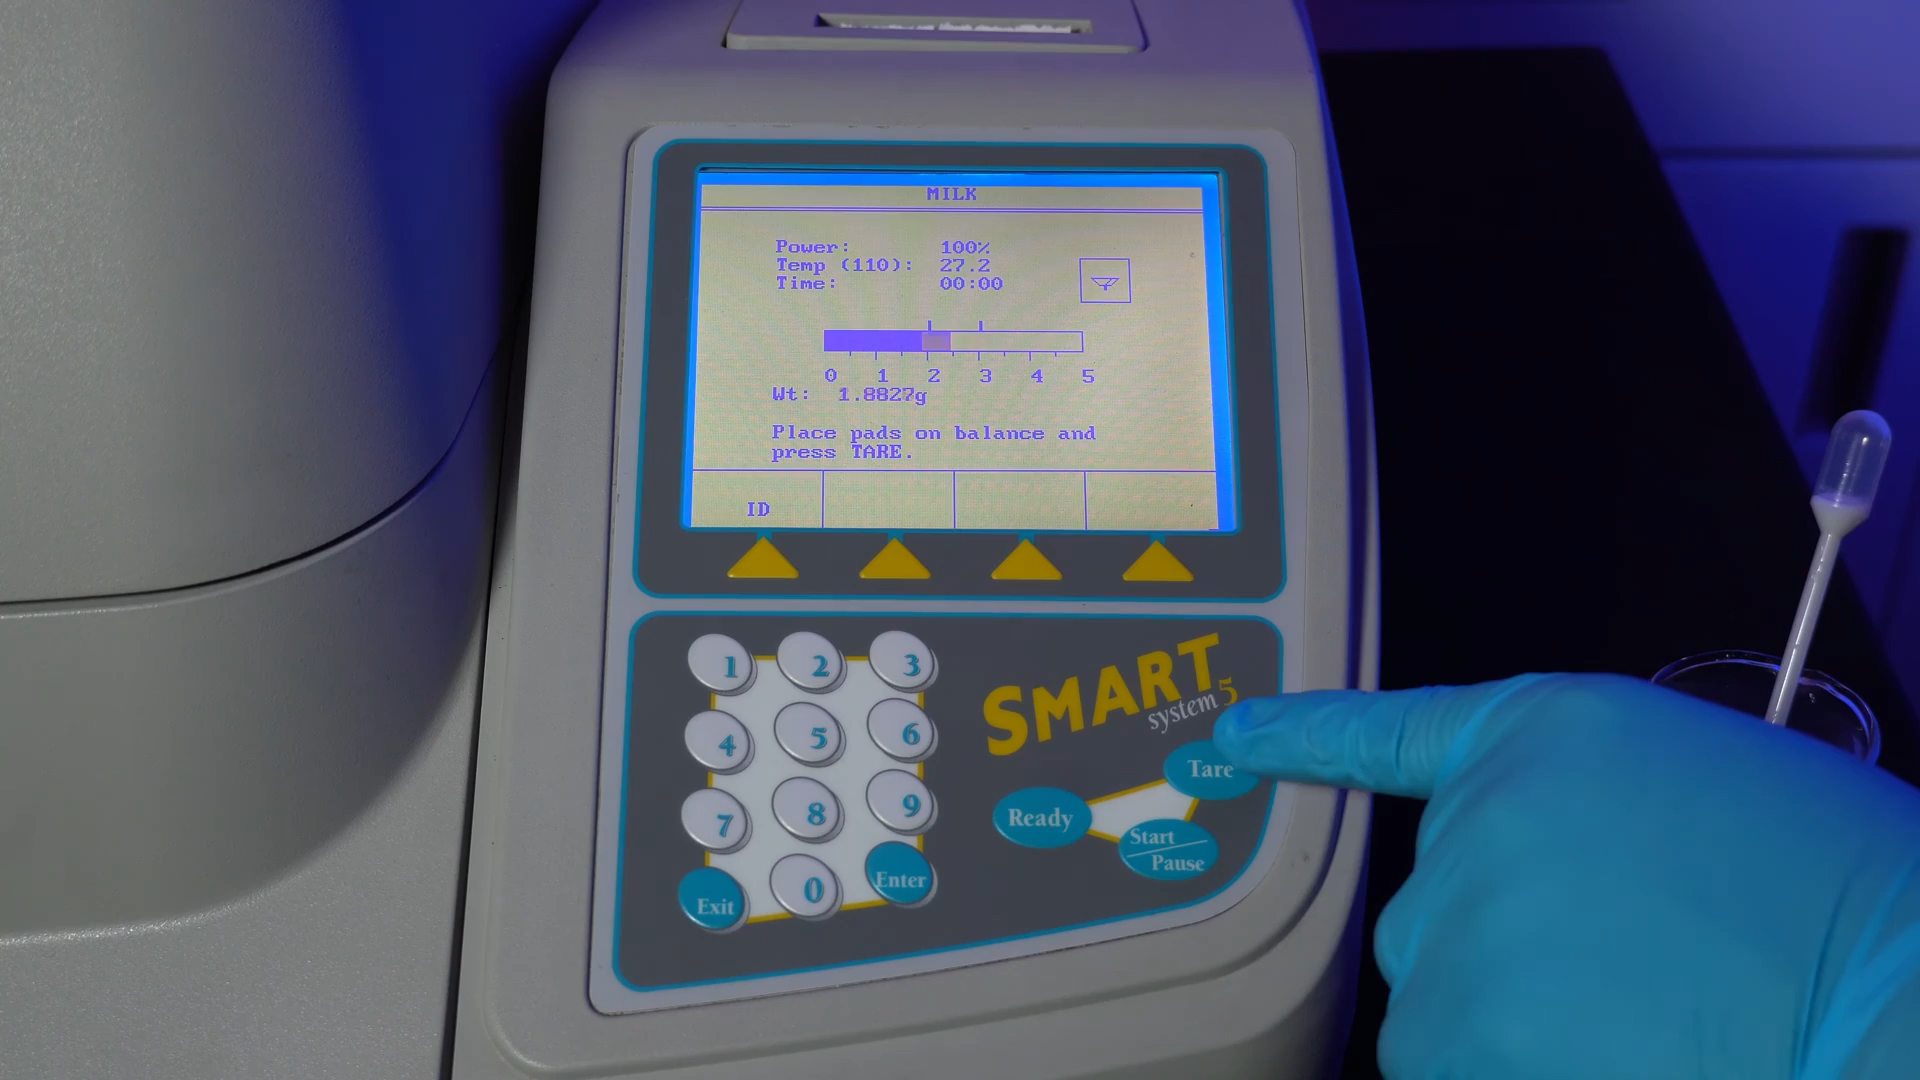 MILK
Power: 100%
Temp (110): 27.2
Time: 00:00
0 1 2 3 4 5
Wt: 1.8827g
Place pads on balance and
press TARE.
ID
1 2 3
4 5 6
7 8 9
Exit 0 Enter
SMART
system 5
Tare
Ready
Start
Pause